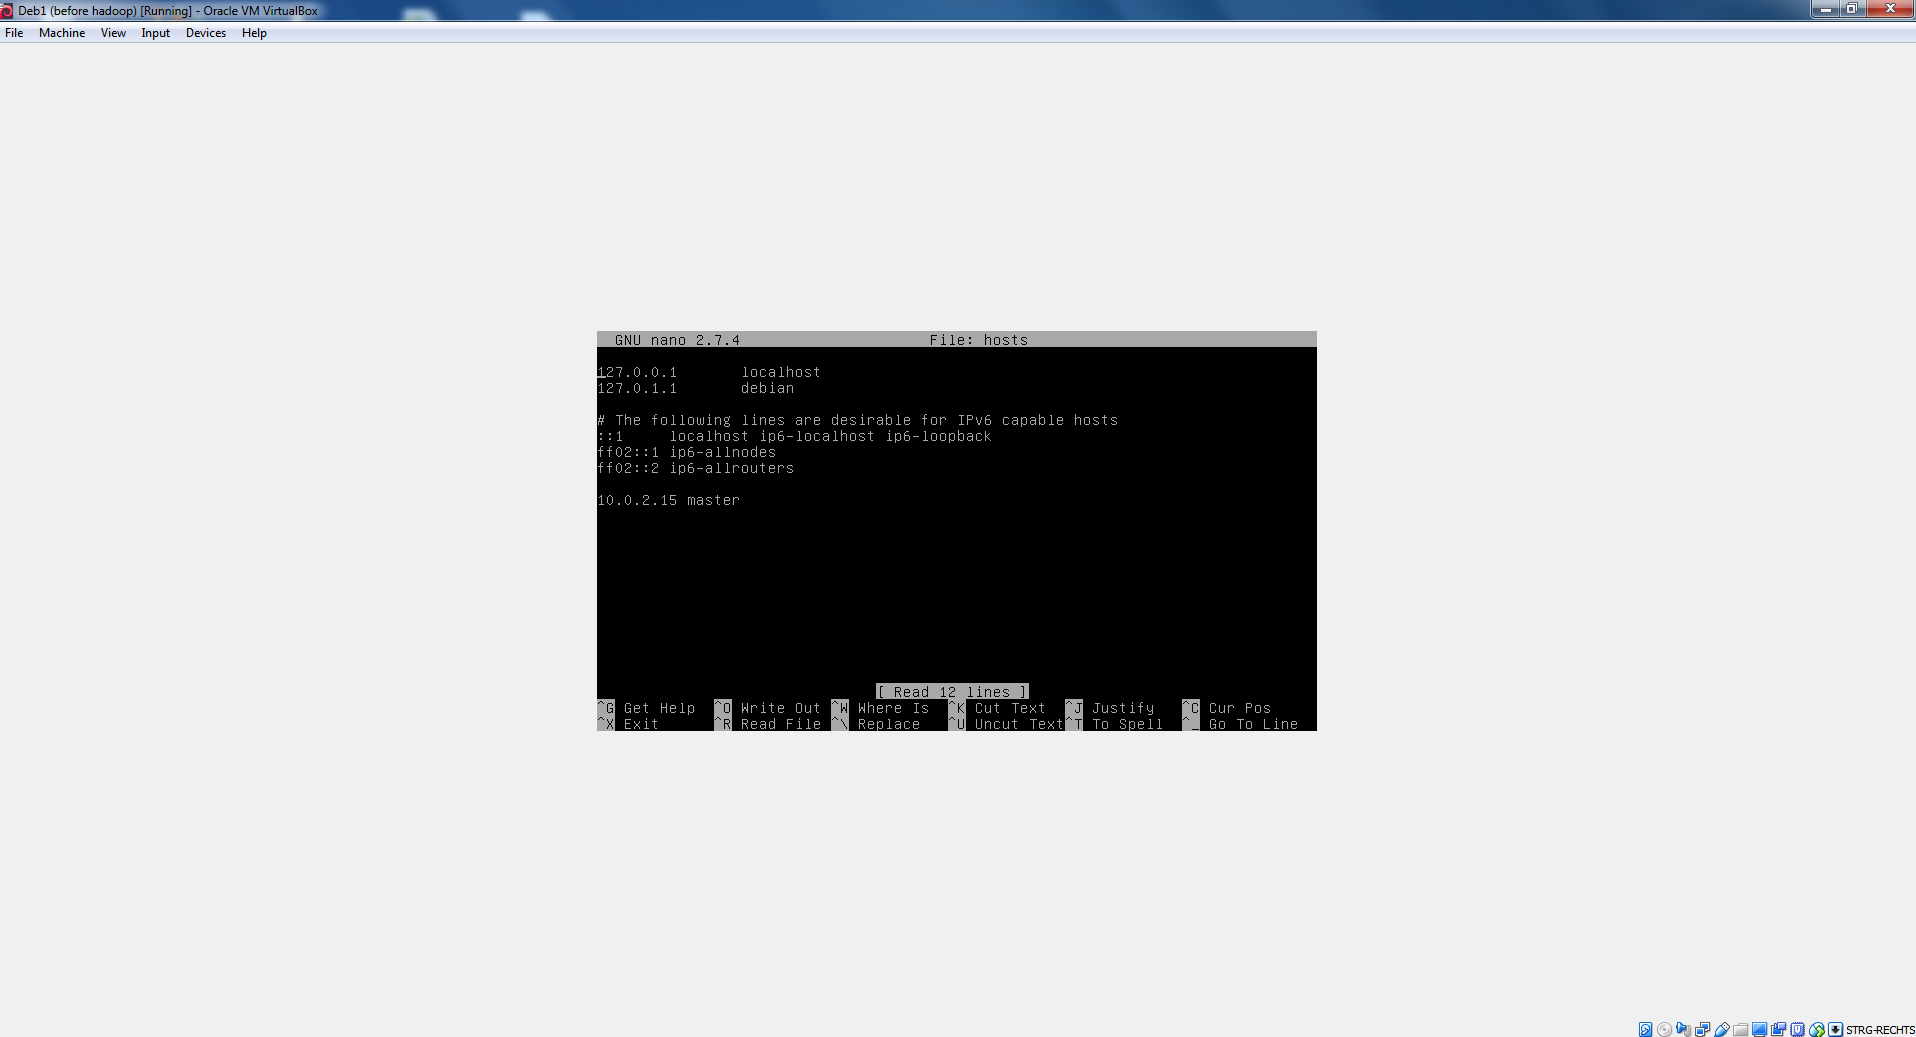 Deb1 (before hadoop) [Running] - Oracle VM VirtualBox
File Machine View Input Devices Help
GNU nano 2.7.4 File: hosts
127.0.0.1 localhost
127.0.1.1 debian
# The following lines are desirable for IPv6 capable hosts
::1 localhost ip6-localhost ip6-loopback
ff02::1 ip6-allnodes
ff02::2 ip6-allrouters
10.0.2.15 master
[ Read 12 lines ]
^G Get Help ^O Write Out ^W Where Is ^K Cut Text ^J Justify ^C Cur Pos
^X Exit ^R Read File ^\ Replace ^U Uncut Text ^T To Spell ^_ Go To Line
STRG-RECHTS